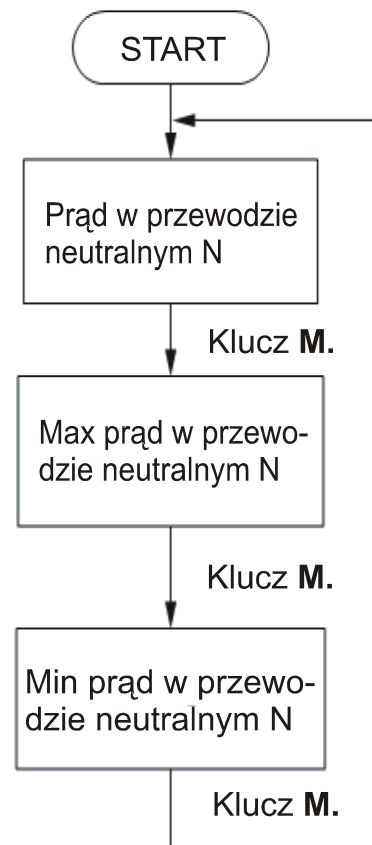 START
Prąd w przewodzie
neutralnym N
Klucz M.
Max prąd w przewo-
dzie neutralnym N
Klucz M.
Min prąd w przewo-
dzie neutralnym N
Klucz M.